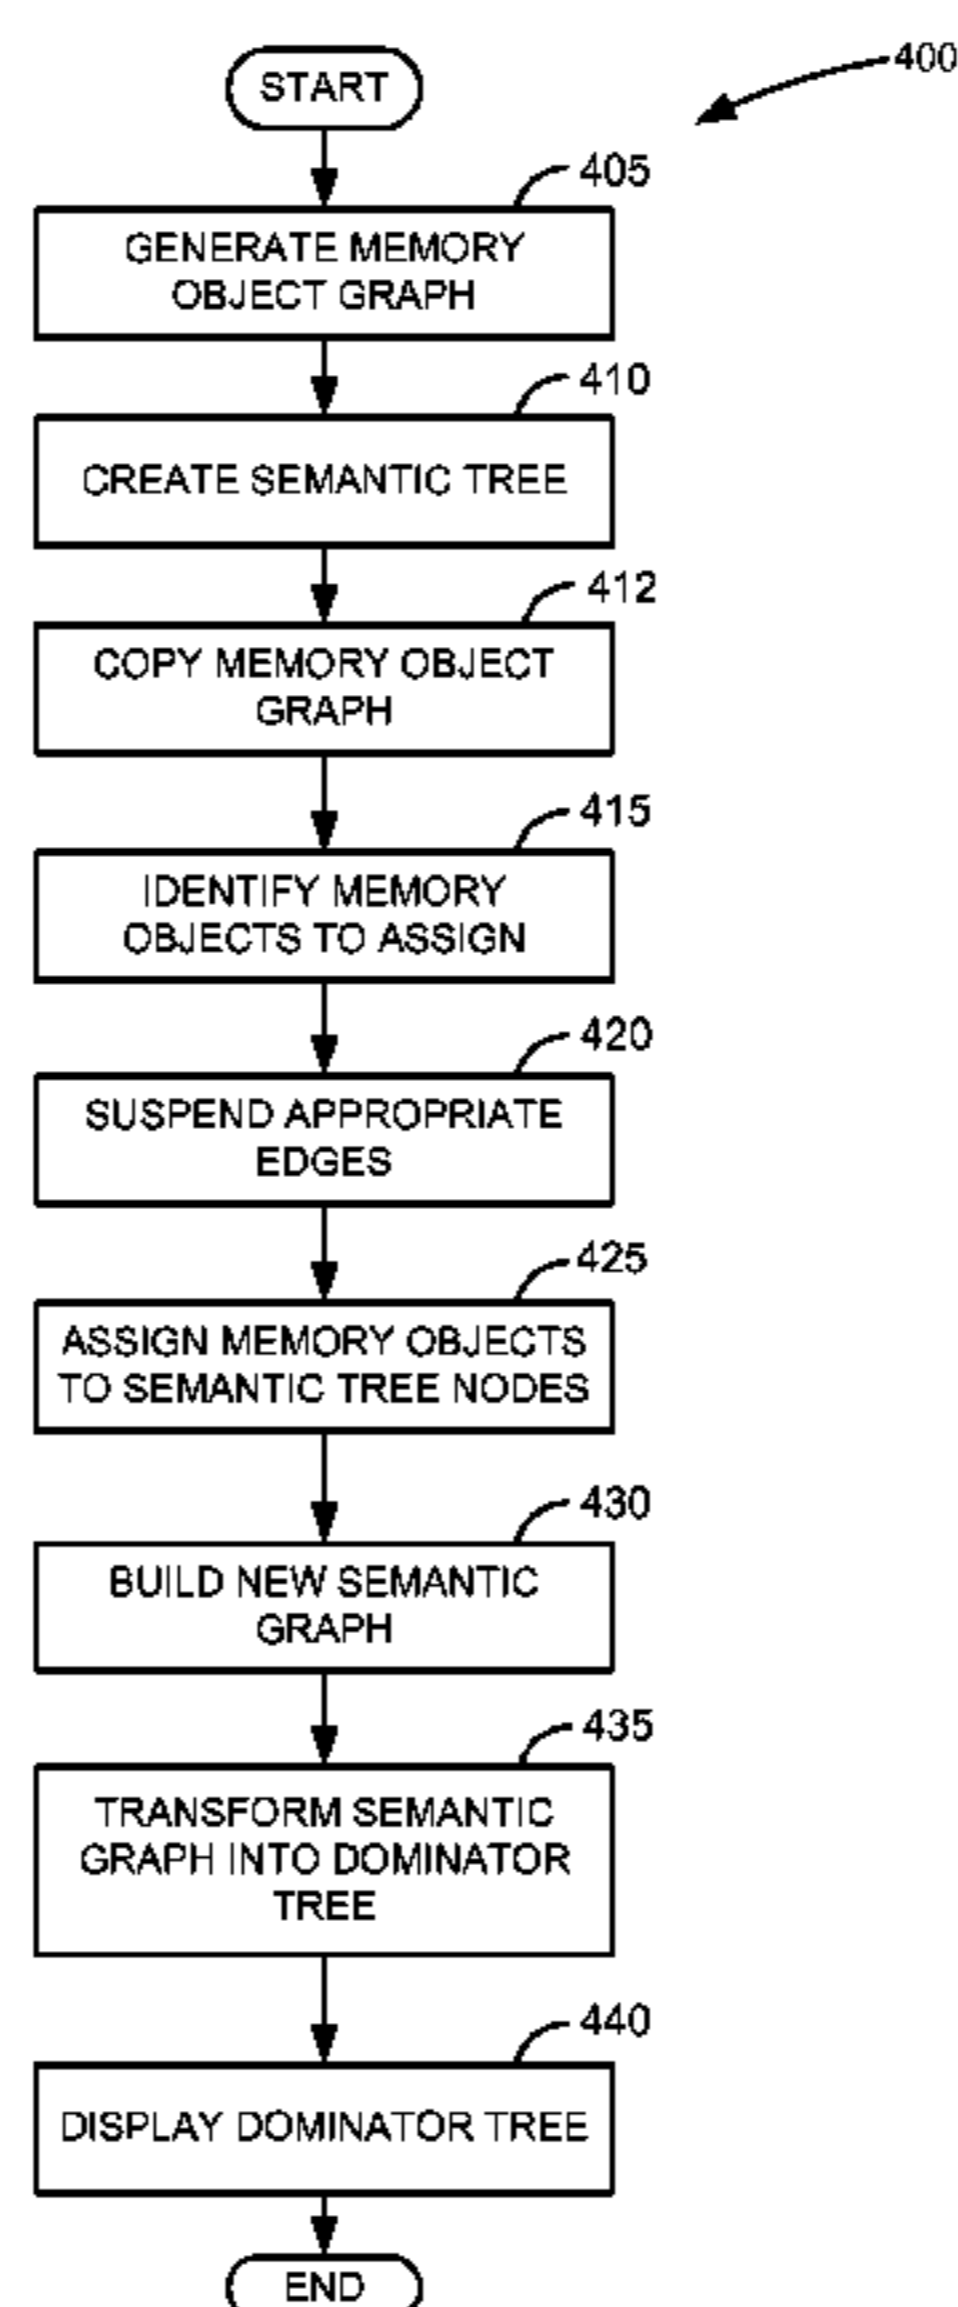 START
400
405
GENERATE MEMORY
OBJECT GRAPH
410
CREATE SEMANTIC TREE
412
COPY MEMORY OBJECT
GRAPH
415
IDENTIFY MEMORY
OBJECTS TO ASSIGN
420
SUSPEND APPROPRIATE
EDGES
425
ASSIGN MEMORY OBJECTS
TO SEMANTIC TREE NODES
430
BUILD NEW SEMANTIC
GRAPH
435
TRANSFORM SEMANTIC
GRAPH INTO DOMINATOR
TREE
440
DISPLAY DOMINATOR TREE
END